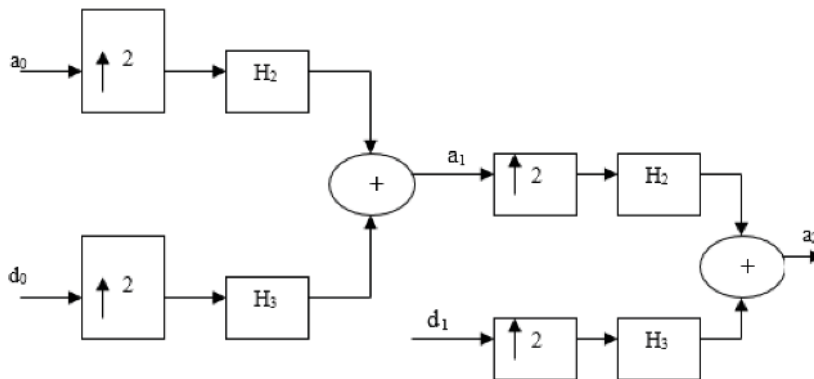 a₀
↑ 2
H₂
+
a₁
↑ 2
H₂
+
d₀
↑ 2
H₃
d₁
↑ 2
H₃